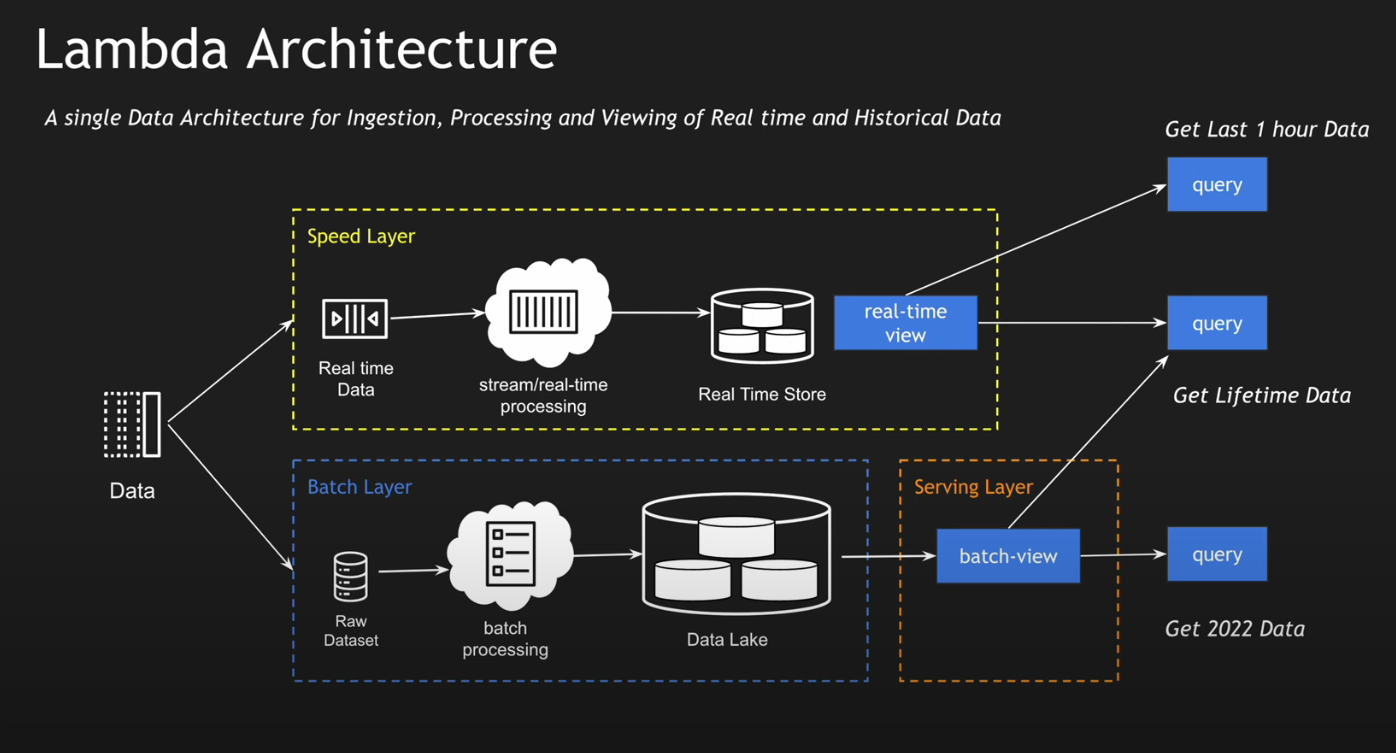 Lambda Architecture
A single Data Architecture for Ingestion, Processing and Viewing of Real time and Historical Data
Get Last 1 hour Data
query
Speed Layer
Real time
Data
stream/real-time
processing
Real Time Store
real-time
view
query
Get Lifetime Data
Data
Batch Layer
Raw
Dataset
batch
processing
Data Lake
Serving Layer
batch-view
query
Get 2022 Data